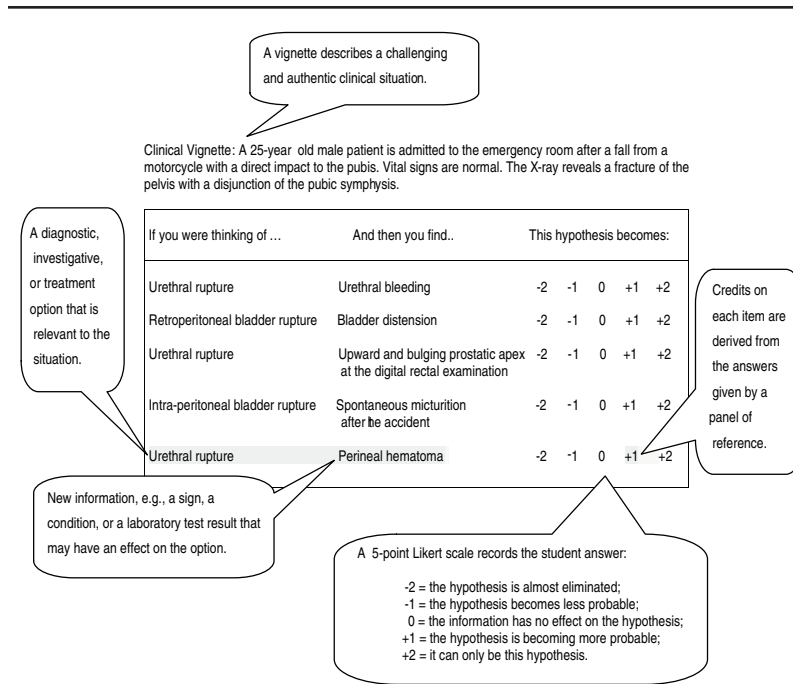 A vignette describes a challenging
and authentic clinical situation.
Clinical Vignette: A 25-year old male patient is admitted to the emergency room after a fall from a
motorcycle with a direct impact to the pubis. Vital signs are normal. The X-ray reveals a fracture of the
pelvis with a disjunction of the pubic symphysis.
A diagnostic,
investigative,
or treatment
option that is
relevant to the
situation.
If you were thinking of ... And then you find.. This hypothesis becomes:
Urethral rupture Urethral bleeding -2 -1 0 +1 +2
Retroperitoneal bladder rupture Bladder distension -2 -1 0 +1 +2
Urethral rupture Upward and bulging prostatic apex -2 -1 0 +1 +2
at the digital rectal examination
Intra-peritoneal bladder rupture Spontaneous micturition -2 -1 0 +1 +2
after he accident
Urethral rupture Perineal hematoma -2 -1 0 +1 +2
Credits on
each item are
derived from
the answers
given by a
panel of
reference.
New information, e.g., a sign, a
condition, or a laboratory test result that
may have an effect on the option.
A 5-point Likert scale records the student answer:
-2 = the hypothesis is almost eliminated;
-1 = the hypothesis becomes less probable;
0 = the information has no effect on the hypothesis;
+1 = the hypothesis is becoming more probable;
+2 = it can only be this hypothesis.